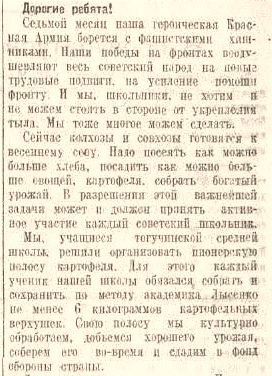 Дорогие ребята!
Седьмой месяц наша героическая Крас-
ная Армия борется с фашистскими хищ-
никами. Наши победы на фронтах вооду-
шевляют весь советский народ на новые
трудовые подвиги, на усиление помощи
фронту. И мы, школьники, не хотим и
не можем стоять в стороне от укрепления
тыла. Мы тоже многое можем сделать.
Сейчас колхозы и совхозы готовятся к
весеннему севу. Надо посеять как можно
больше хлеба, посадить как можно боль-
ше овощей, картофеля, собрать богатый
урожай. В разрешении этой важнейшей
задачи может и должен принять актив-
ное участие каждый советский школьник.
Мы, учащиеся тогучинской средней
школы, решили организовать пионерскую
полосу картофеля. Для этого каждый
ученик нашей школы обязался собрать и
сохранить по методу академика Лысенко
не менее 6 килограммов картофельных
верхушек. Свою полосу мы культурно
обработаем, добьемся хорошего урожая,
соберем его во-время и сдадим в фонд
обороны страны.